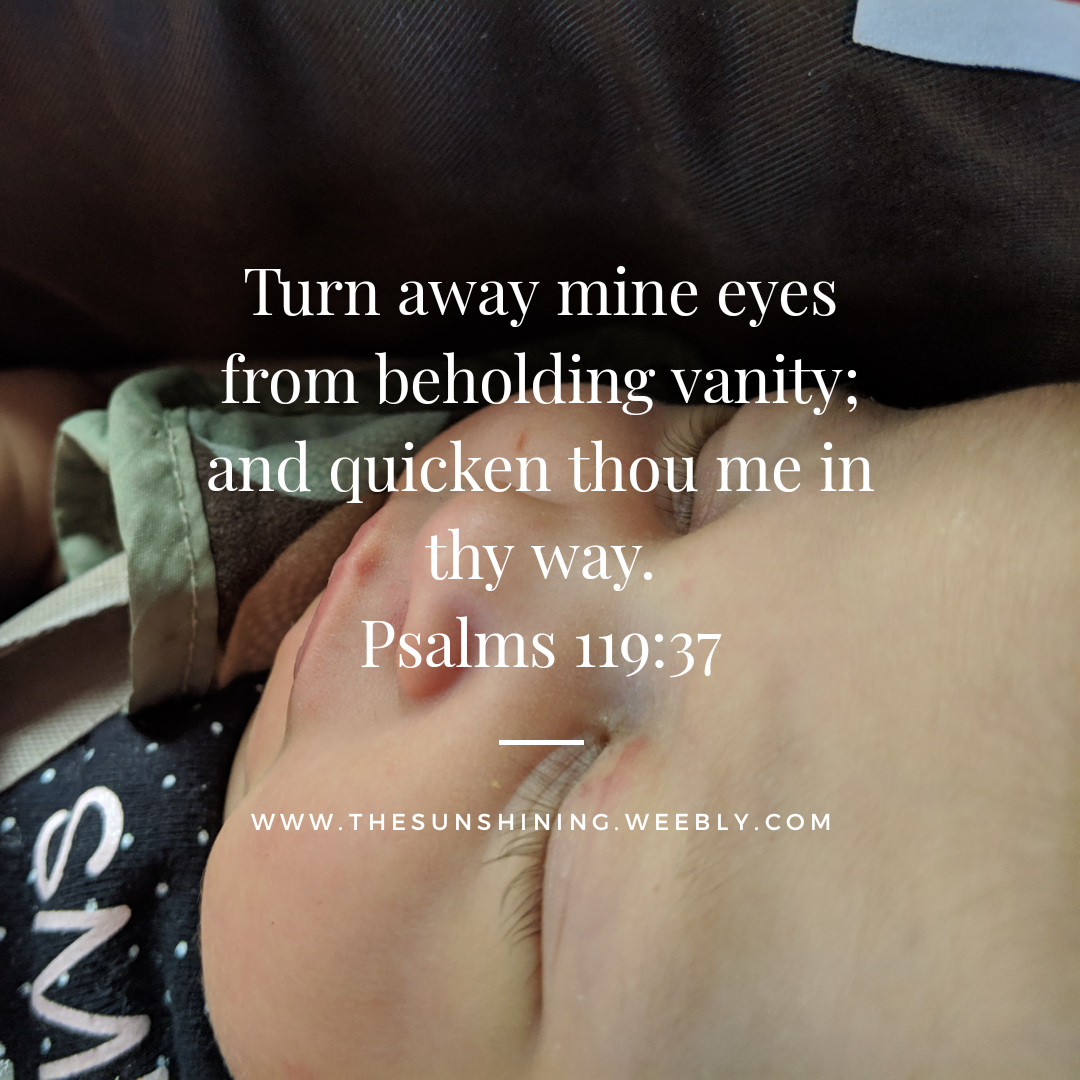 Turn away mine eyes
from beholding vanity;
and quicken thou me in
thy way.
Psalms 119:37
WWW.THESUNSHINING.WEEBLY.COM
SM